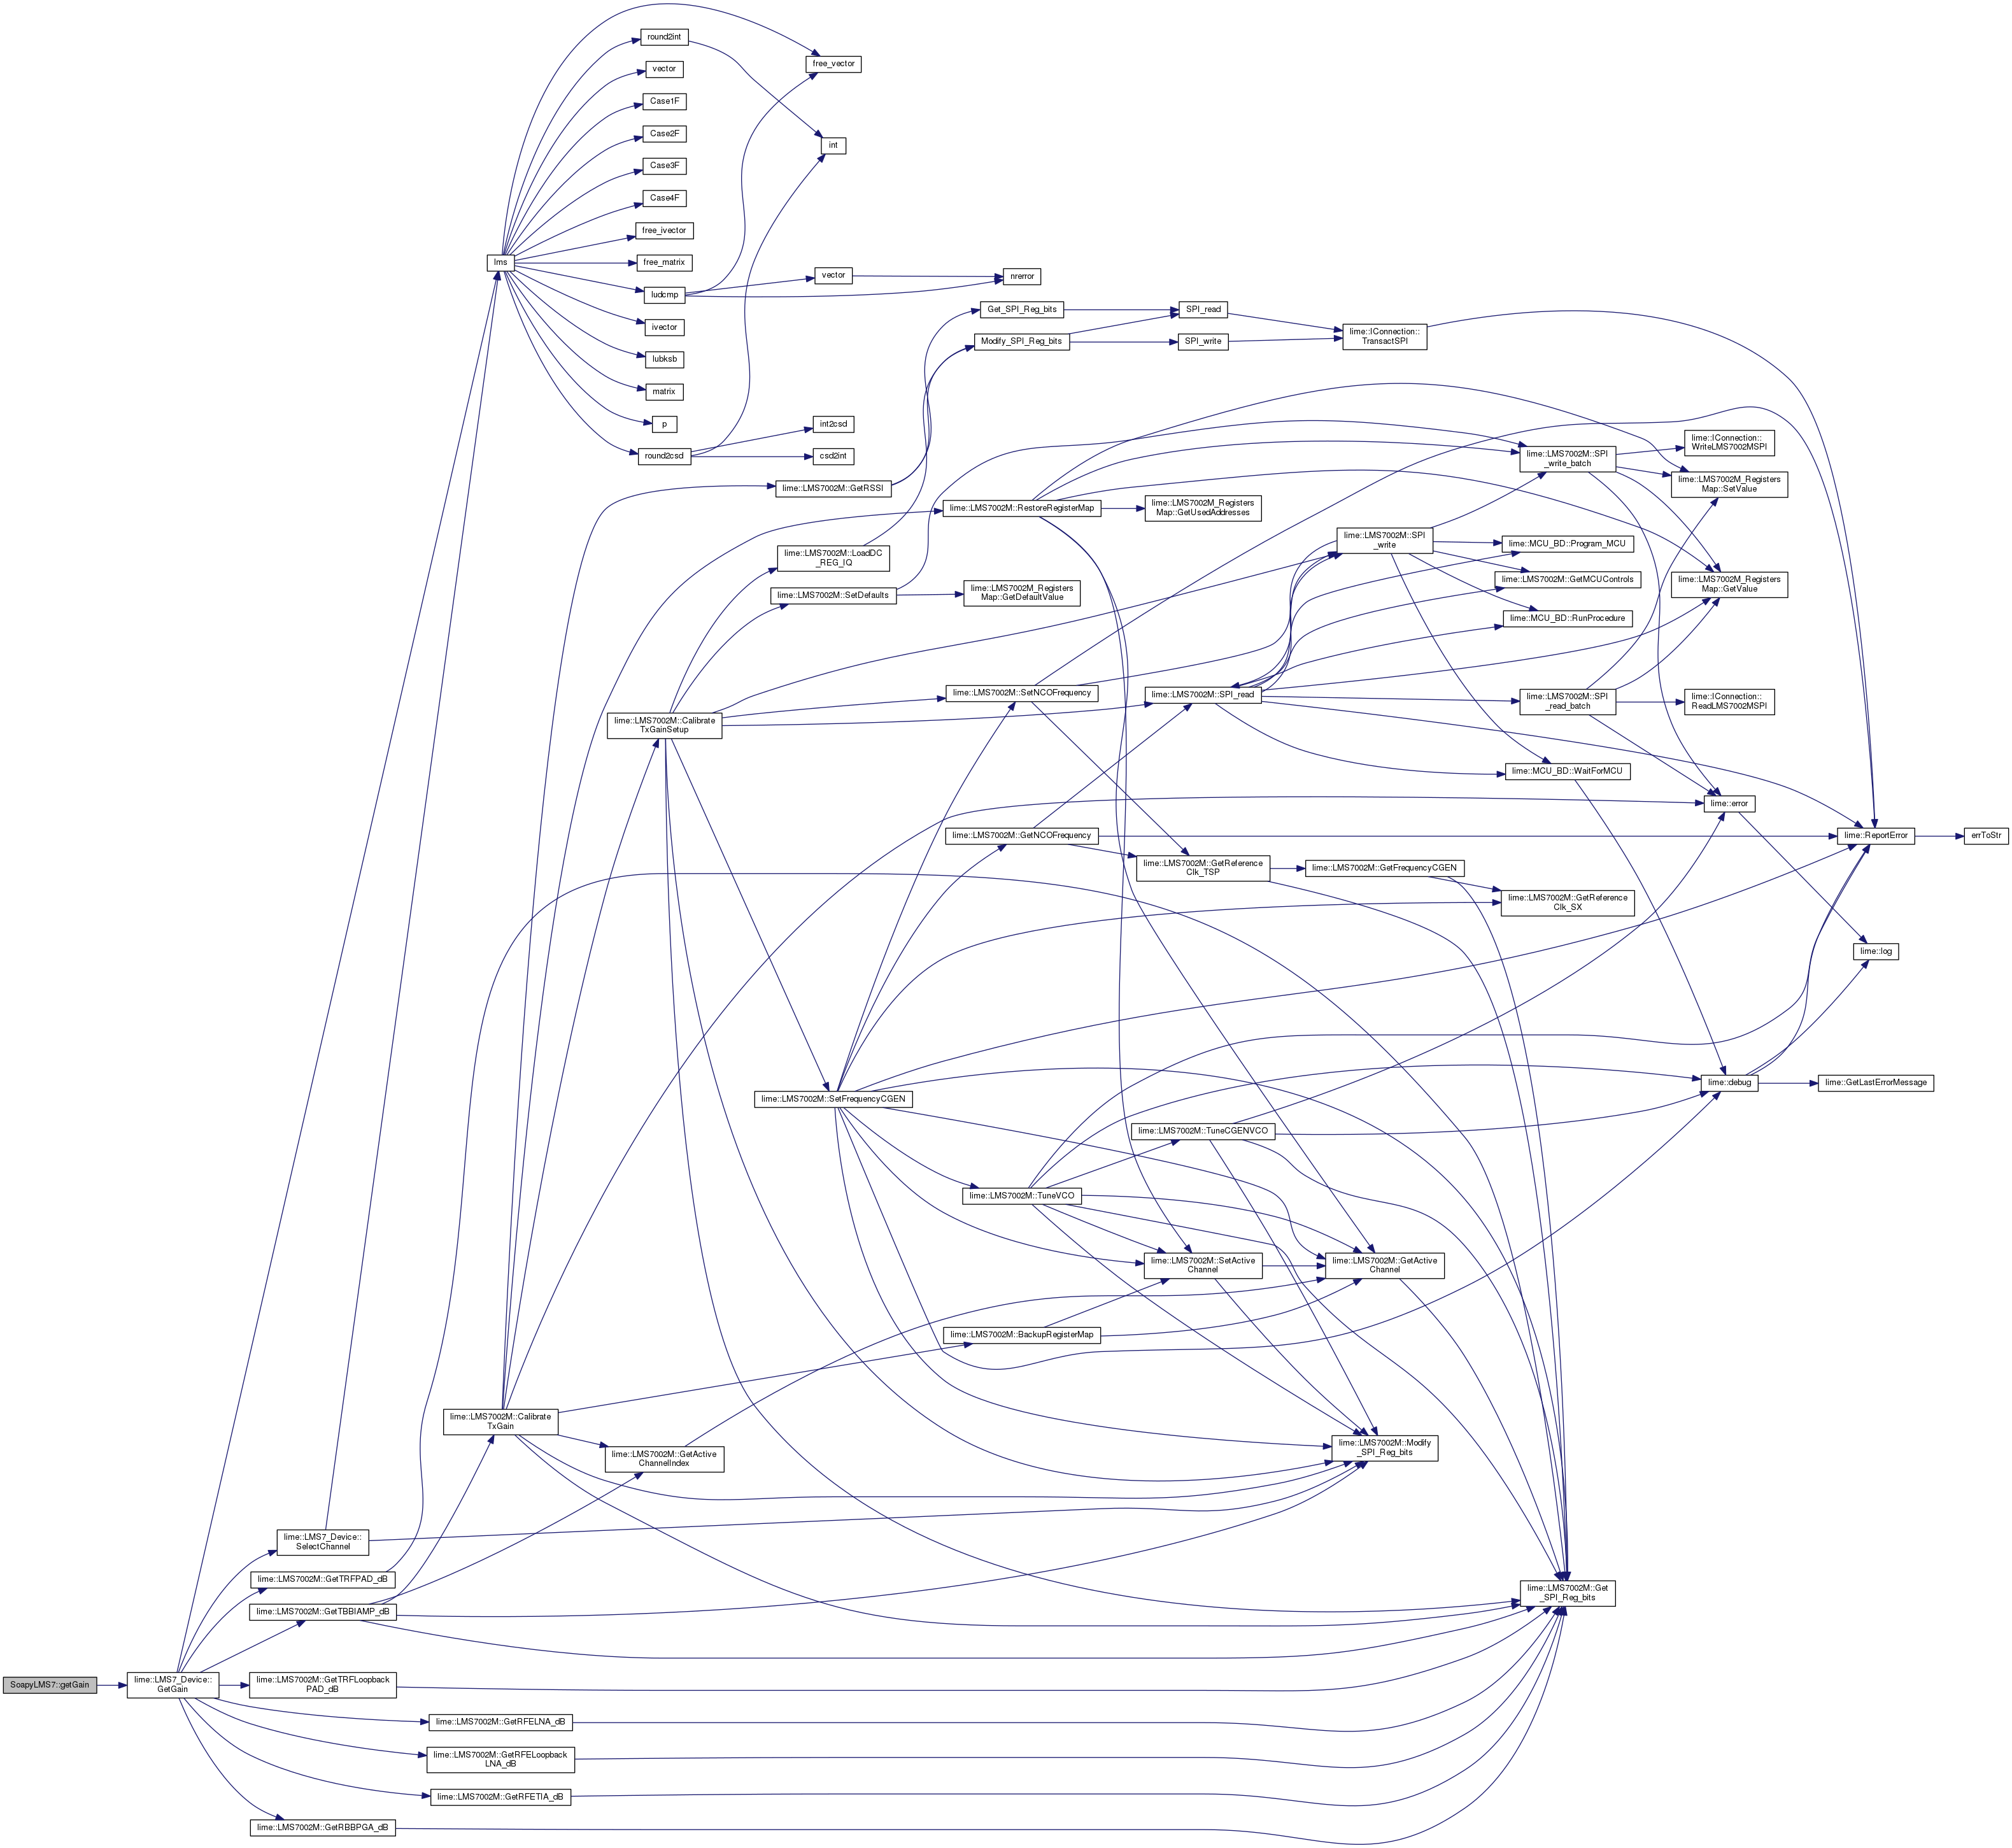 round2int
free_vector
vector
Case1F
Case2F
int
Case3F
Case4F
free_ivector
lms
free_matrix
ludcmp
vector
nrerror
ivector
Get_SPI_Reg_bits
SPI_read
lime::IConnection::
TransactSPI
Modify_SPI_Reg_bits
SPI_write
lubksb
matrix
p
int2csd
round2csd
csd2int
lime::IConnection::
WriteLMS7002MSPI
lime::LMS7002M::SPI
_write_batch
lime::LMS7002M_Registers
Map::SetValue
lime::LMS7002M::GetRSSI
lime::LMS7002M::RestoreRegisterMap
lime::LMS7002M_Registers
Map::GetUsedAddresses
lime::LMS7002M::SPI
_write
lime::MCU_BD::Program_MCU
lime::LMS7002M::LoadDC
_REG_IQ
lime::LMS7002M::GetMCUControls
lime::LMS7002M_Registers
Map::GetValue
lime::LMS7002M::SetDefaults
lime::LMS7002M_Registers
Map::GetDefaultValue
lime::MCU_BD::RunProcedure
lime::LMS7002M::SetNCOFrequency
lime::LMS7002M::SPI_read
lime::LMS7002M::SPI
_read_batch
lime::IConnection::
ReadLMS7002MSPI
lime::LMS7002M::Calibrate
TxGainSetup
lime::MCU_BD::WaitForMCU
lime::error
lime::LMS7002M::GetNCOFrequency
lime::ReportError
errToStr
lime::LMS7002M::GetReference
Clk_TSP
lime::LMS7002M::GetFrequencyCGEN
lime::LMS7002M::GetReference
Clk_SX
lime::log
lime::debug
lime::GetLastErrorMessage
lime::LMS7002M::SetFrequencyCGEN
lime::LMS7002M::TuneCGENVCO
lime::LMS7002M::TuneVCO
lime::LMS7002M::SetActive
Channel
lime::LMS7002M::GetActive
Channel
lime::LMS7002M::BackupRegisterMap
lime::LMS7002M::Calibrate
TxGain
lime::LMS7002M::GetActive
ChannelIndex
lime::LMS7002M::Modify
_SPI_Reg_bits
lime::LMS7_Device::
SelectChannel
lime::LMS7002M::GetTRFPAD_dB
lime::LMS7002M::Get
_SPI_Reg_bits
lime::LMS7002M::GetTBBIAMP_dB
SoapyLMS7::getGain
lime::LMS7_Device::
GetGain
lime::LMS7002M::GetTRFLoopback
PAD_dB
lime::LMS7002M::GetRFELNA_dB
lime::LMS7002M::GetRFELoopback
LNA_dB
lime::LMS7002M::GetRFETIA_dB
lime::LMS7002M::GetRBBPGA_dB